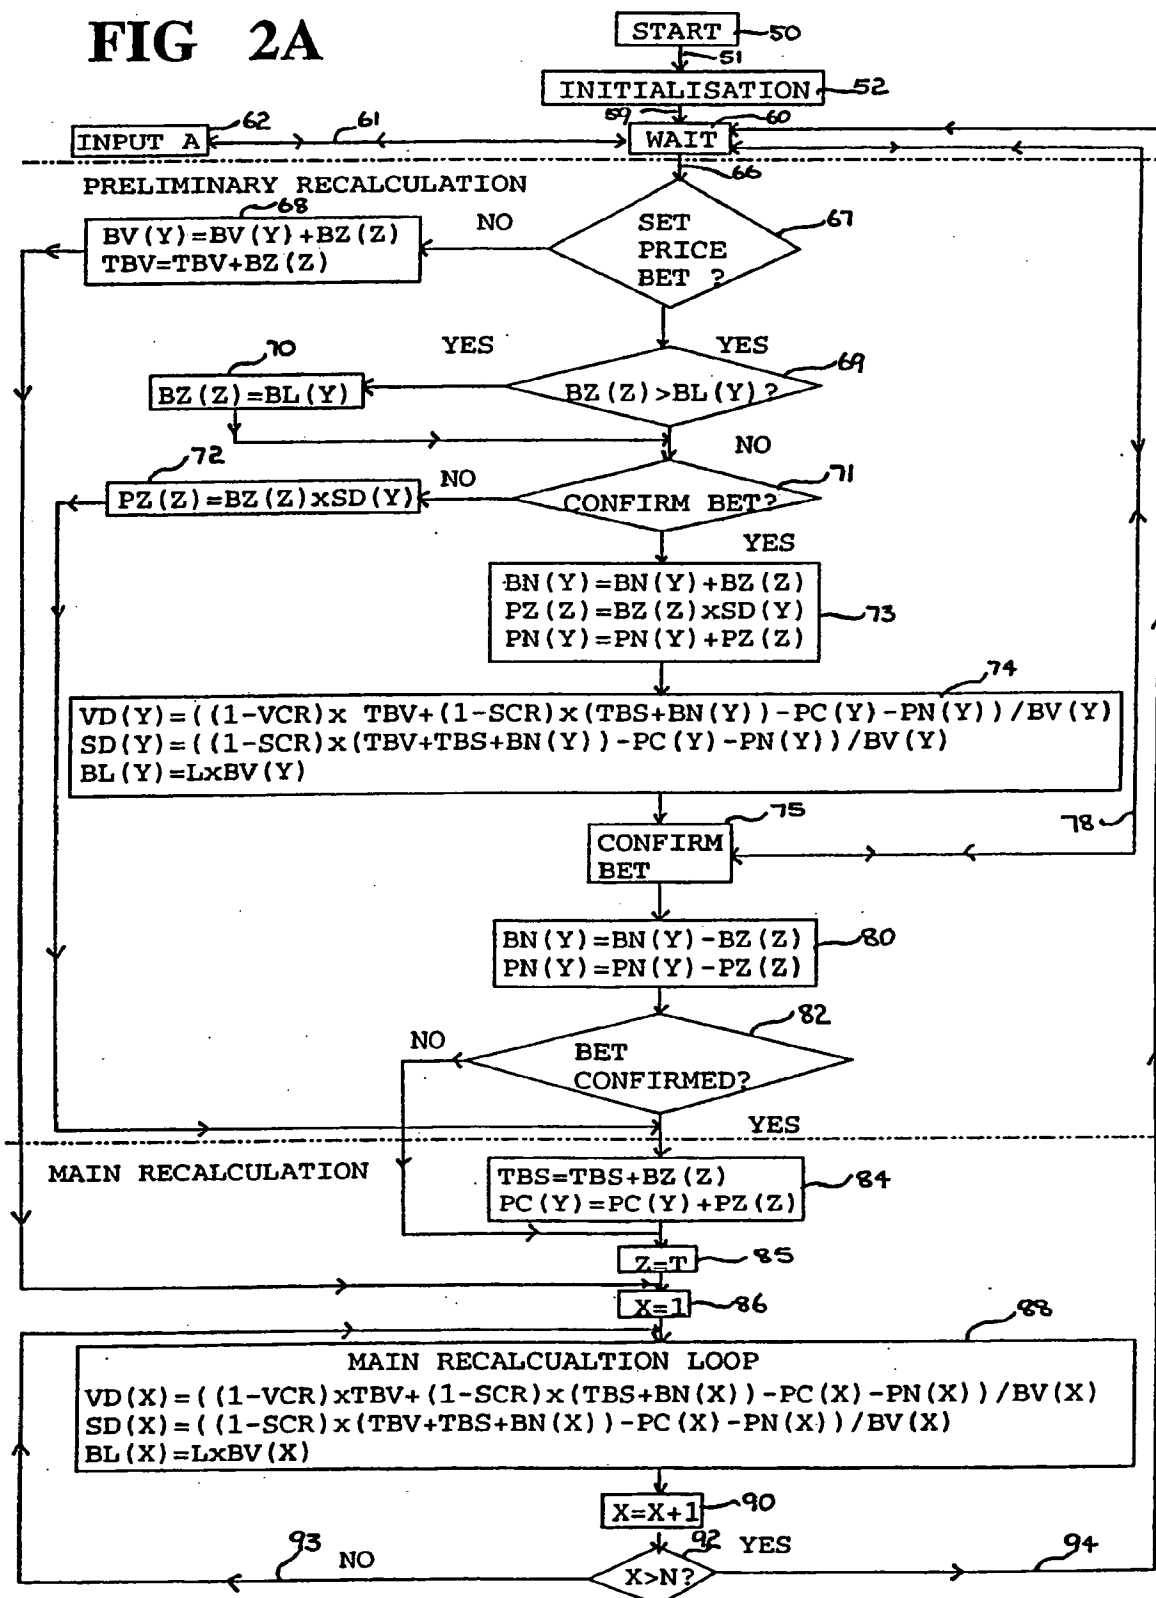 FIG 2A
START 50
51
INITIALISATION 52
59
60
INPUT A 62 61 WAIT
66
PRELIMINARY RECALCULATION
68
BV(Y)=BV(Y)+BZ(Z)
TBV=TBV+BZ(Z)
NO
SET
PRICE
BET ?
67
YES YES
70
BZ(Z)=BL(Y)
BZ(Z)>BL(Y)?
69
NO
72
PZ(Z)=BZ(Z)xSD(Y)
NO
CONFIRM BET?
71
YES
BN(Y)=BN(Y)+BZ(Z)
PZ(Z)=BZ(Z)xSD(Y)
PN(Y)=PN(Y)+PZ(Z)
73
74
VD(Y)=((1-VCR)x TBV+(1-SCR)x(TBS+BN(Y))-PC(Y)-PN(Y))/BV(Y)
SD(Y)=((1-SCR)x(TBV+TBS+BN(Y))-PC(Y)-PN(Y))/BV(Y)
BL(Y)=LxBV(Y)
75
CONFIRM
BET
78
BN(Y)=BN(Y)-BZ(Z)
PN(Y)=PN(Y)-PZ(Z)
80
82
NO
BET
CONFIRMED?
YES
MAIN RECALCULATION
TBS=TBS+BZ(Z)
PC(Y)=PC(Y)+PZ(Z)
84
Z=T 85
X=1 86
88
MAIN RECALCUALTION LOOP
VD(X)=((1-VCR)xTBV+(1-SCR)x(TBS+BN(X))-PC(X)-PN(X))/BV(X)
SD(X)=((1-SCR)x(TBV+TBS+BN(X))-PC(X)-PN(X))/BV(X)
BL(X)=LxBV(X)
X=X+1 90
93 NO
X>N?
92 YES
94